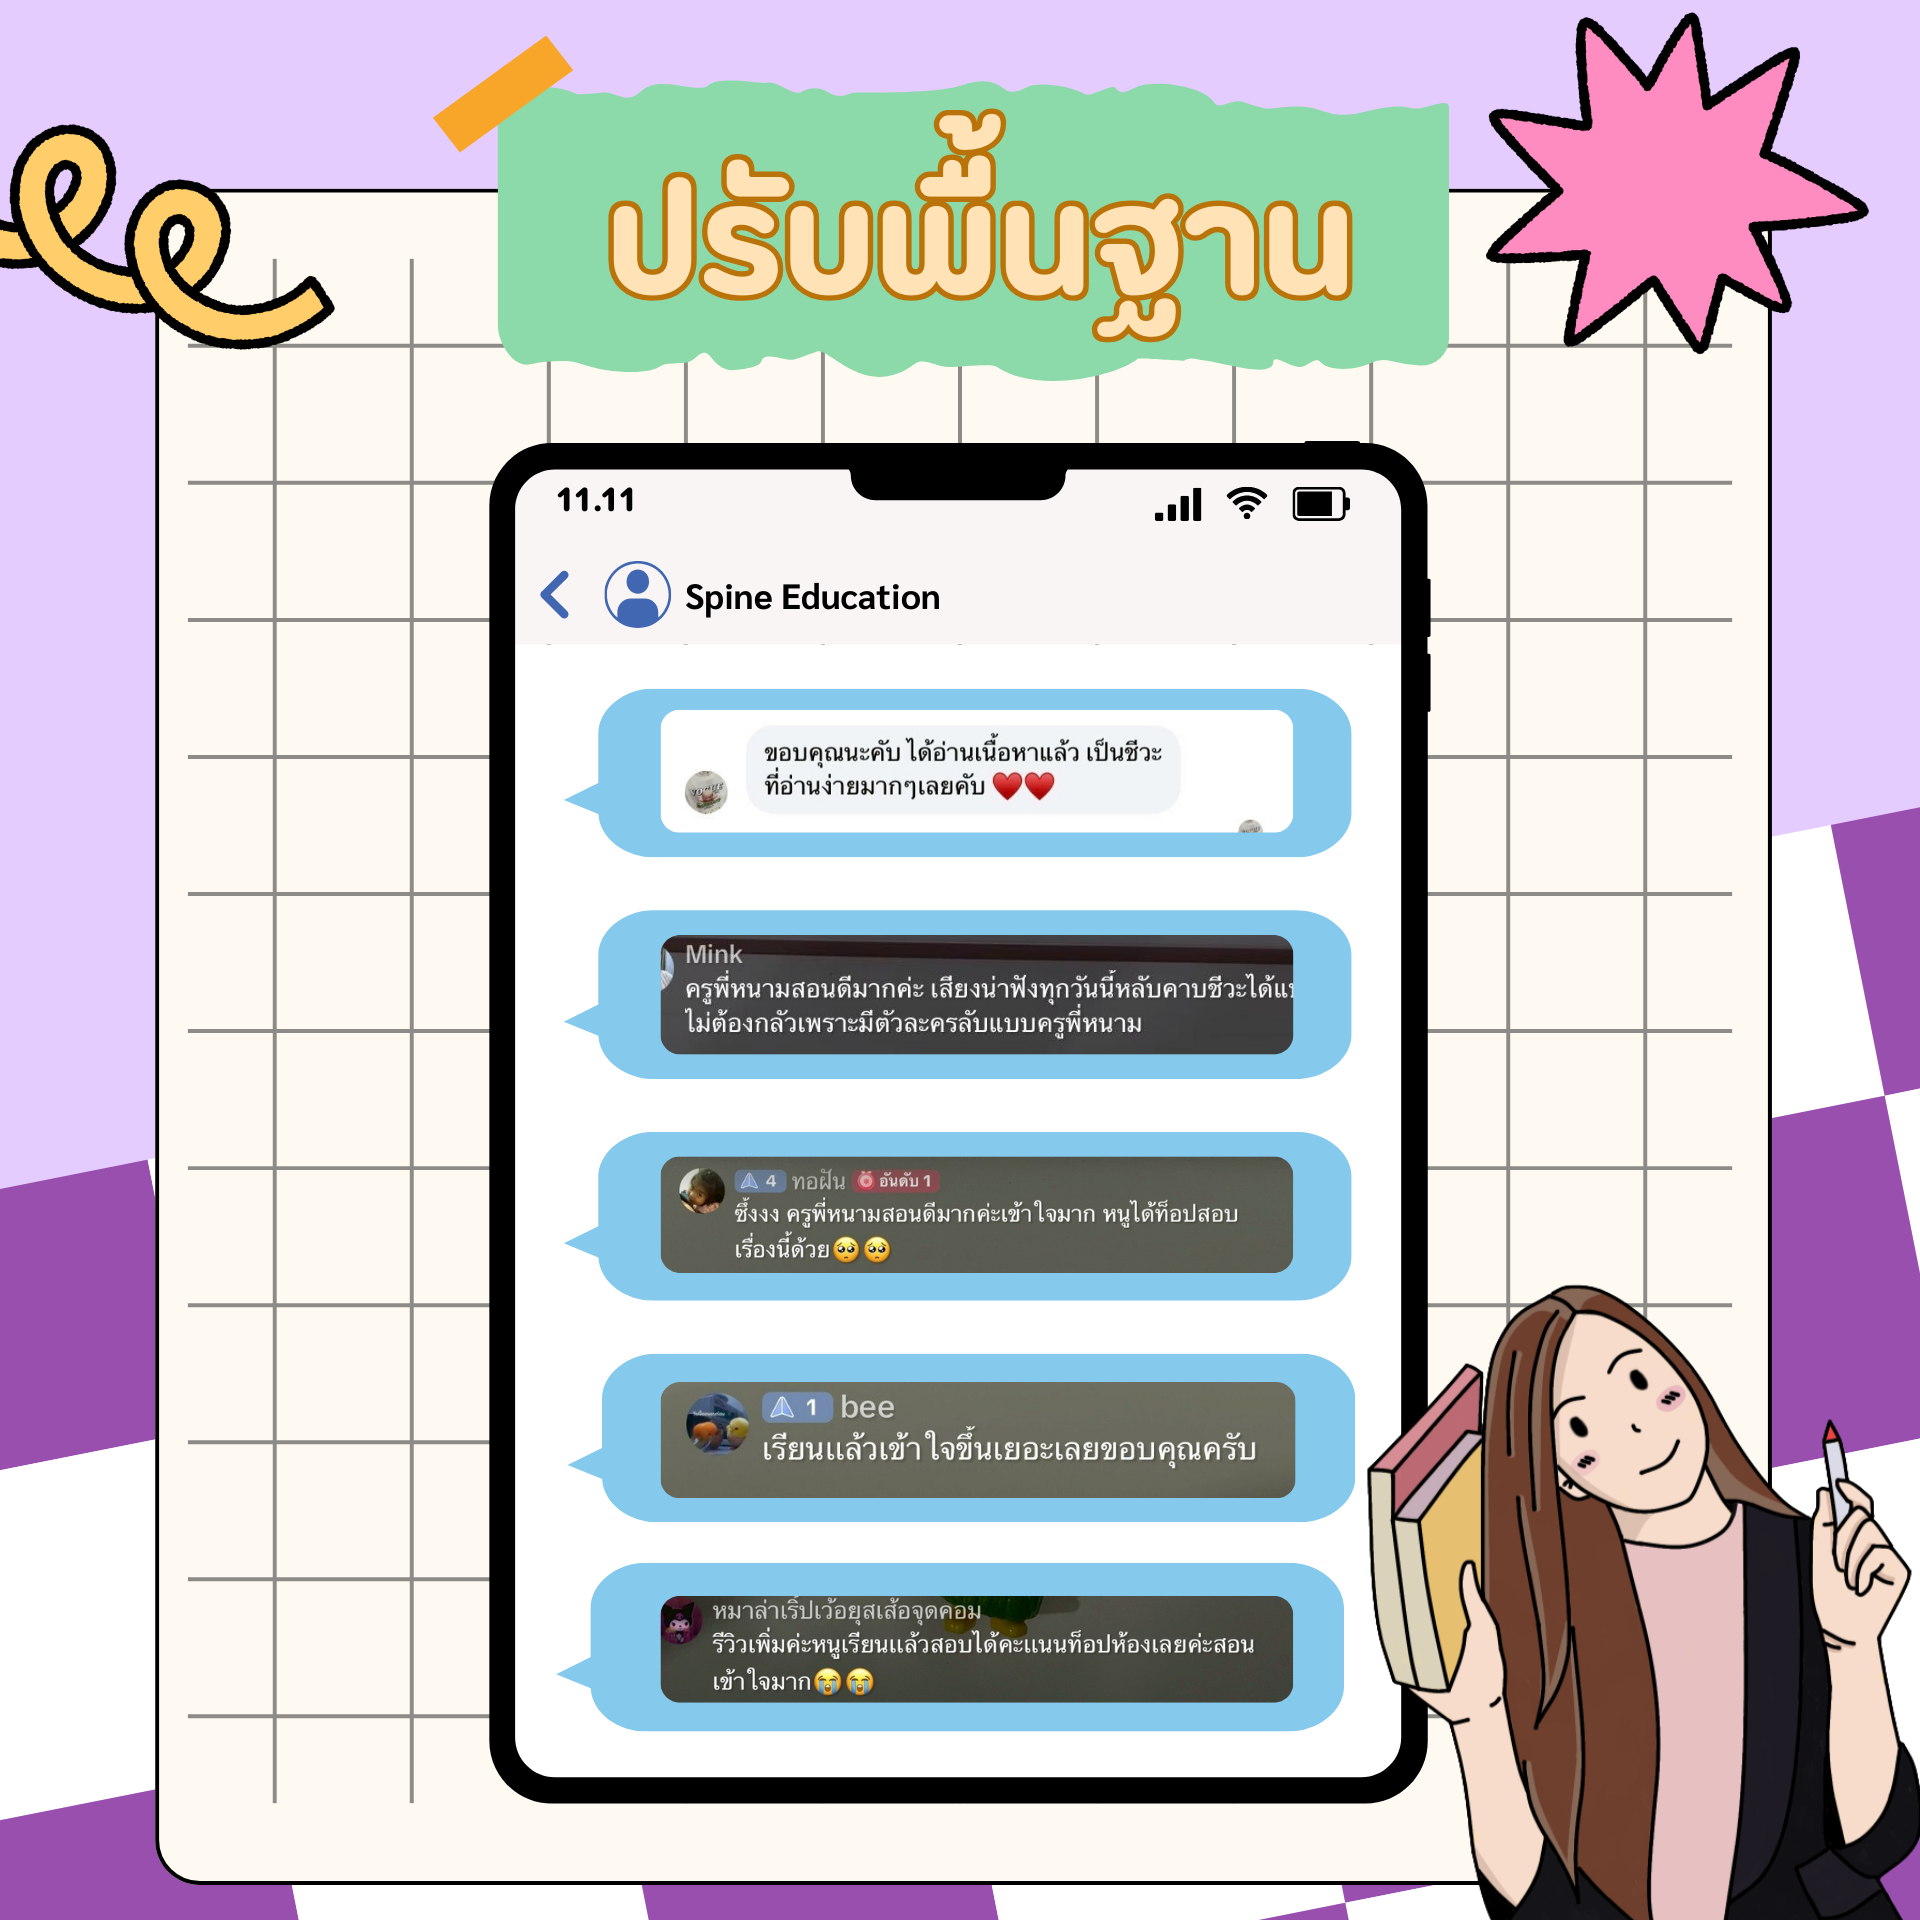 ปรับพื้นฐาน
11.11
Spine Education
ขอบคุณนะคับ ได้อ่านเนื้อหาแล้ว เป็นชีวะ
ที่อ่านง่ายมากๆเลยคับ ❤️❤️
Mink
ครูพี่หนามสอนดีมากค่ะ เสียงน่าฟังทุกวันนี้หลับคาบชีวะได้แ
ไม่ต้องกลัวเพราะมีตัวละครลับแบบครูพี่หนาม
4 ทอฝัน อันดับ 1
ซึ้งงง ครูพี่หนามสอนดีมากค่ะเข้าใจมาก หนูได้ท็อปสอบ
เรื่องนี้ด้วย🥺🥺
1 bee
เรียนแล้วเข้าใจขึ้นเยอะเลยขอบคุณครับ
หมาล่าเริ๊ปเว้อยุสเส้อจุดคอม
รีวิวเพิ่มค่ะหนูเรียนแล้วสอบได้คะแนนท็อปห้องเลยค่ะสอน
เข้าใจมาก😭😭